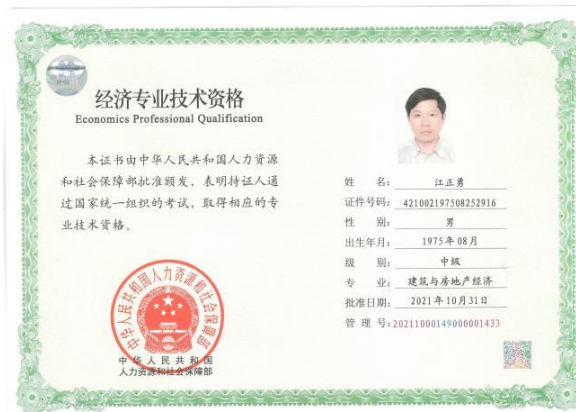 经济专业技术资格
Economics Professional Qualification
本证书由中华人民共和国人力资源
和社会保障部批准颁发，表明持证人通
过国家统一组织的考试，取得相应的专
业技术资格。
中华人民共和国人力资源和社会保障部
中华人民共和国
人力资源和社会保障部
姓 名：江正勇
证件号码：421002197508252916
性 别：男
出生年月：1975年08月
级 别：中级
专 业：建筑与房地产经济
批准日期：2021年10月31日
管 理 号：20211000149000001433